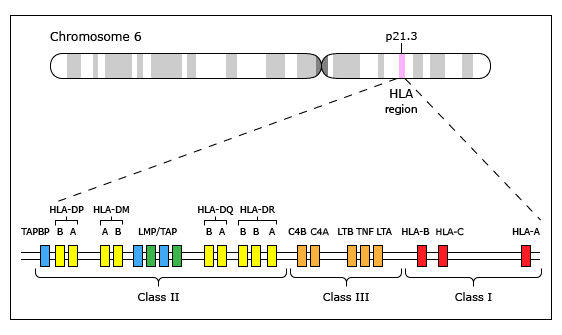 Chromosome 6
p21.3
HLA
region
HLA-DP HLA-DM HLA-DQ HLA-DR
TAPBP B A A B LMP/TAP B A B B A C4B C4A LTB TNF LTA HLA-B HLA-C HLA-A
Class II Class III Class I